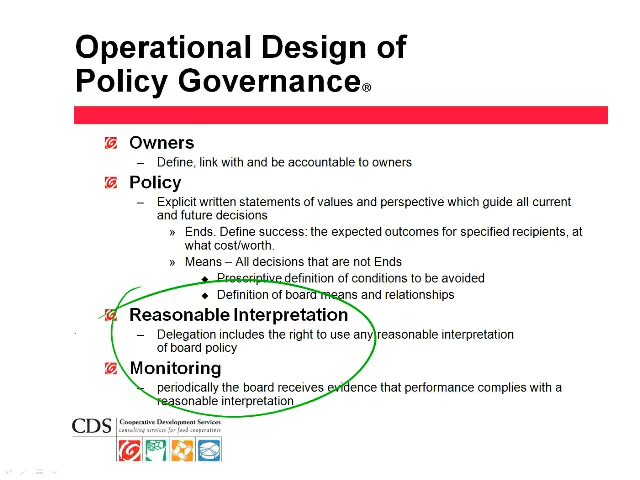 Operational Design of
Policy Governance®
Owners
– Define, link with and be accountable to owners
Policy
– Explicit written statements of values and perspective which guide all current
and future decisions
» Ends. Define success: the expected outcomes for specified recipients, at
what cost/worth.
» Means – All decisions that are not Ends
◆ Proscriptive definition of conditions to be avoided
◆ Definition of board means and relationships
Reasonable Interpretation
– Delegation includes the right to use any reasonable interpretation
of board policy
Monitoring
– periodically the board receives evidence that performance complies with a
reasonable interpretation
CDS Cooperative Development Services
consulting services for food cooperatives